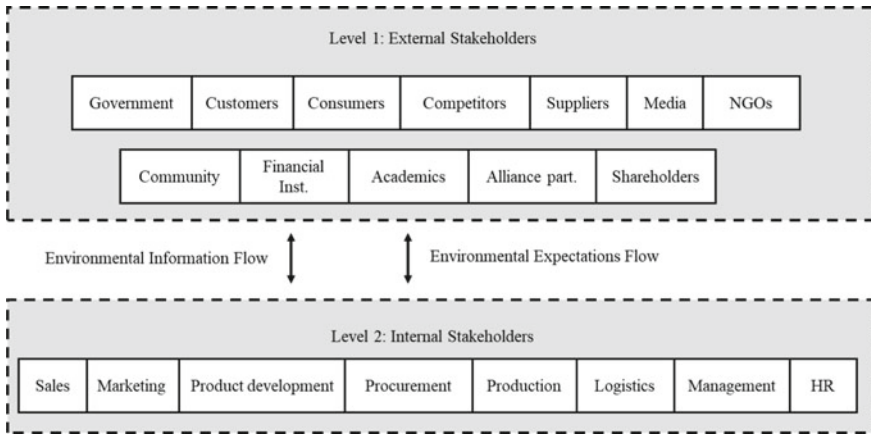 Level 1: External Stakeholders
Government Customers Consumers Competitors Suppliers Media NGOs
Community Financial Inst. Academics Alliance part. Shareholders
Environmental Information Flow Environmental Expectations Flow
Level 2: Internal Stakeholders
Sales Marketing Product development Procurement Production Logistics Management HR